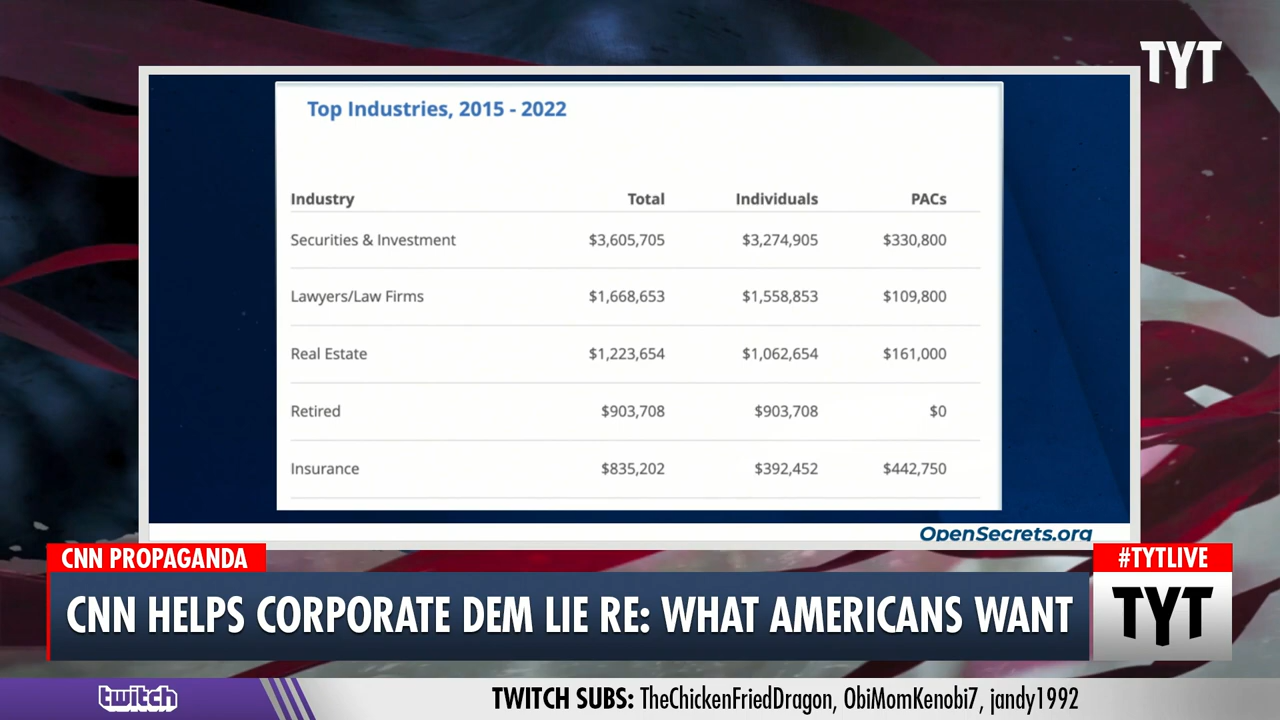 TYT
Top Industries, 2015 - 2022
Industry Total Individuals PACs
Securities & Investment $3,605,705 $3,274,905 $330,800
Lawyers/Law Firms $1,668,653 $1,558,853 $109,800
Real Estate $1,223,654 $1,062,654 $161,000
Retired $903,708 $903,708 $0
Insurance $835,202 $392,452 $442,750
OpenSecrets.org
CNN PROPAGANDA
#TYTLIVE
CNN HELPS CORPORATE DEM LIE RE: WHAT AMERICANS WANT
TYT
twitch
TWITCH SUBS: TheChickenFriedDragon, ObiMomKenobi7, jandy1992